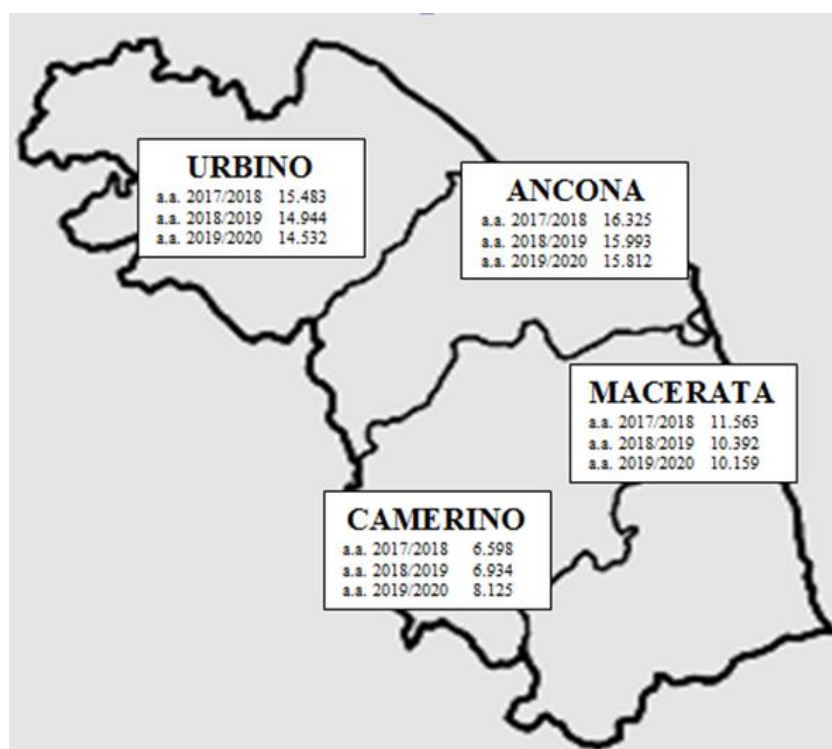 URBINO
a.a. 2017/2018 15.483
a.a. 2018/2019 14.944
a.a. 2019/2020 14.532
ANCONA
a.a. 2017/2018 16.325
a.a. 2018/2019 15.993
a.a. 2019/2020 15.812
MACERATA
a.a. 2017/2018 11.563
a.a. 2018/2019 10.392
a.a. 2019/2020 10.159
CAMERINO
a.a. 2017/2018 6.598
a.a. 2018/2019 6.934
a.a. 2019/2020 8.125